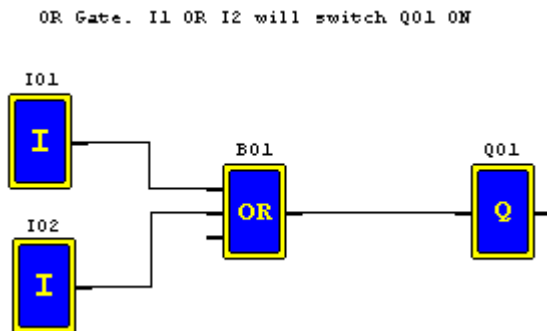 OR Gate. I1 OR I2 will switch Q01 ON
I01
I
B01
OR
Q01
Q
I02
I